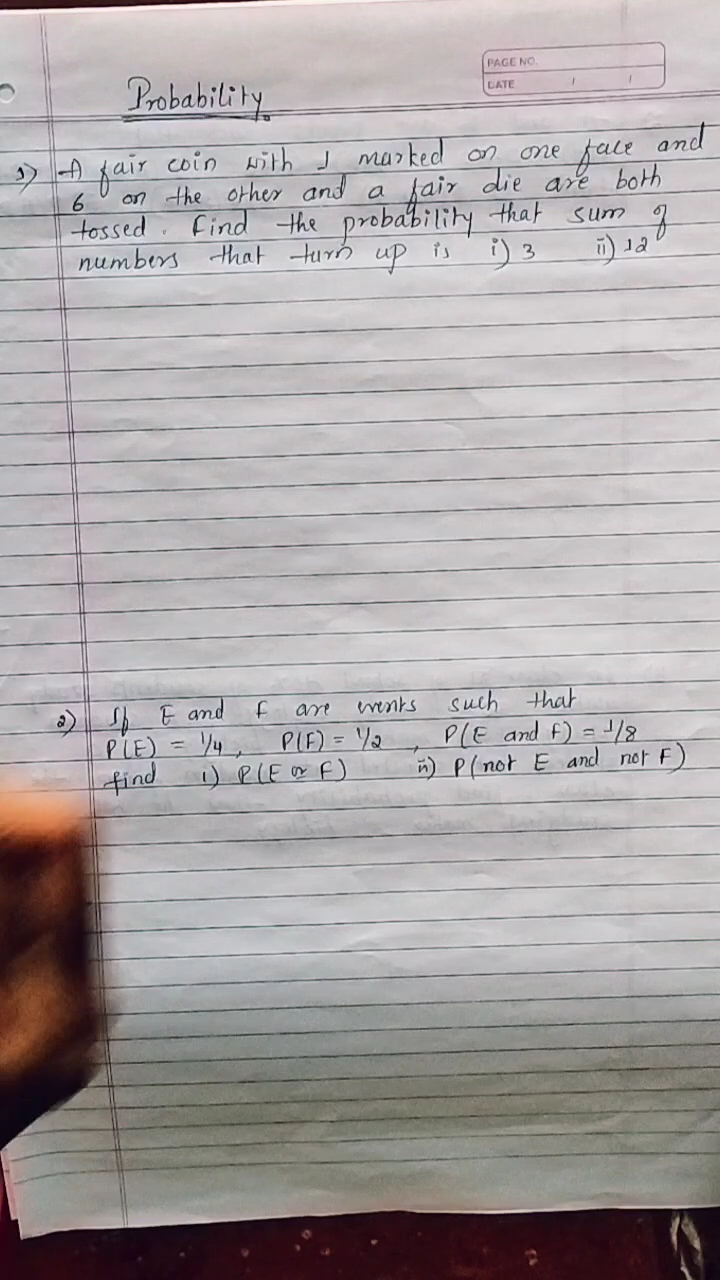 PAGE NO.
DATE / /
Probability
1) A fair coin with 1 marked on one face and
6 on the other and a fair die are both
tossed. find the probability that sum of
numbers that turn up is i) 3 ii) 12
2) If E and F are events such that
P(E) = 1/4, P(F) = 1/2, P(E and F) = 1/8
find i) P(E or F) ii) P(not E and not F)